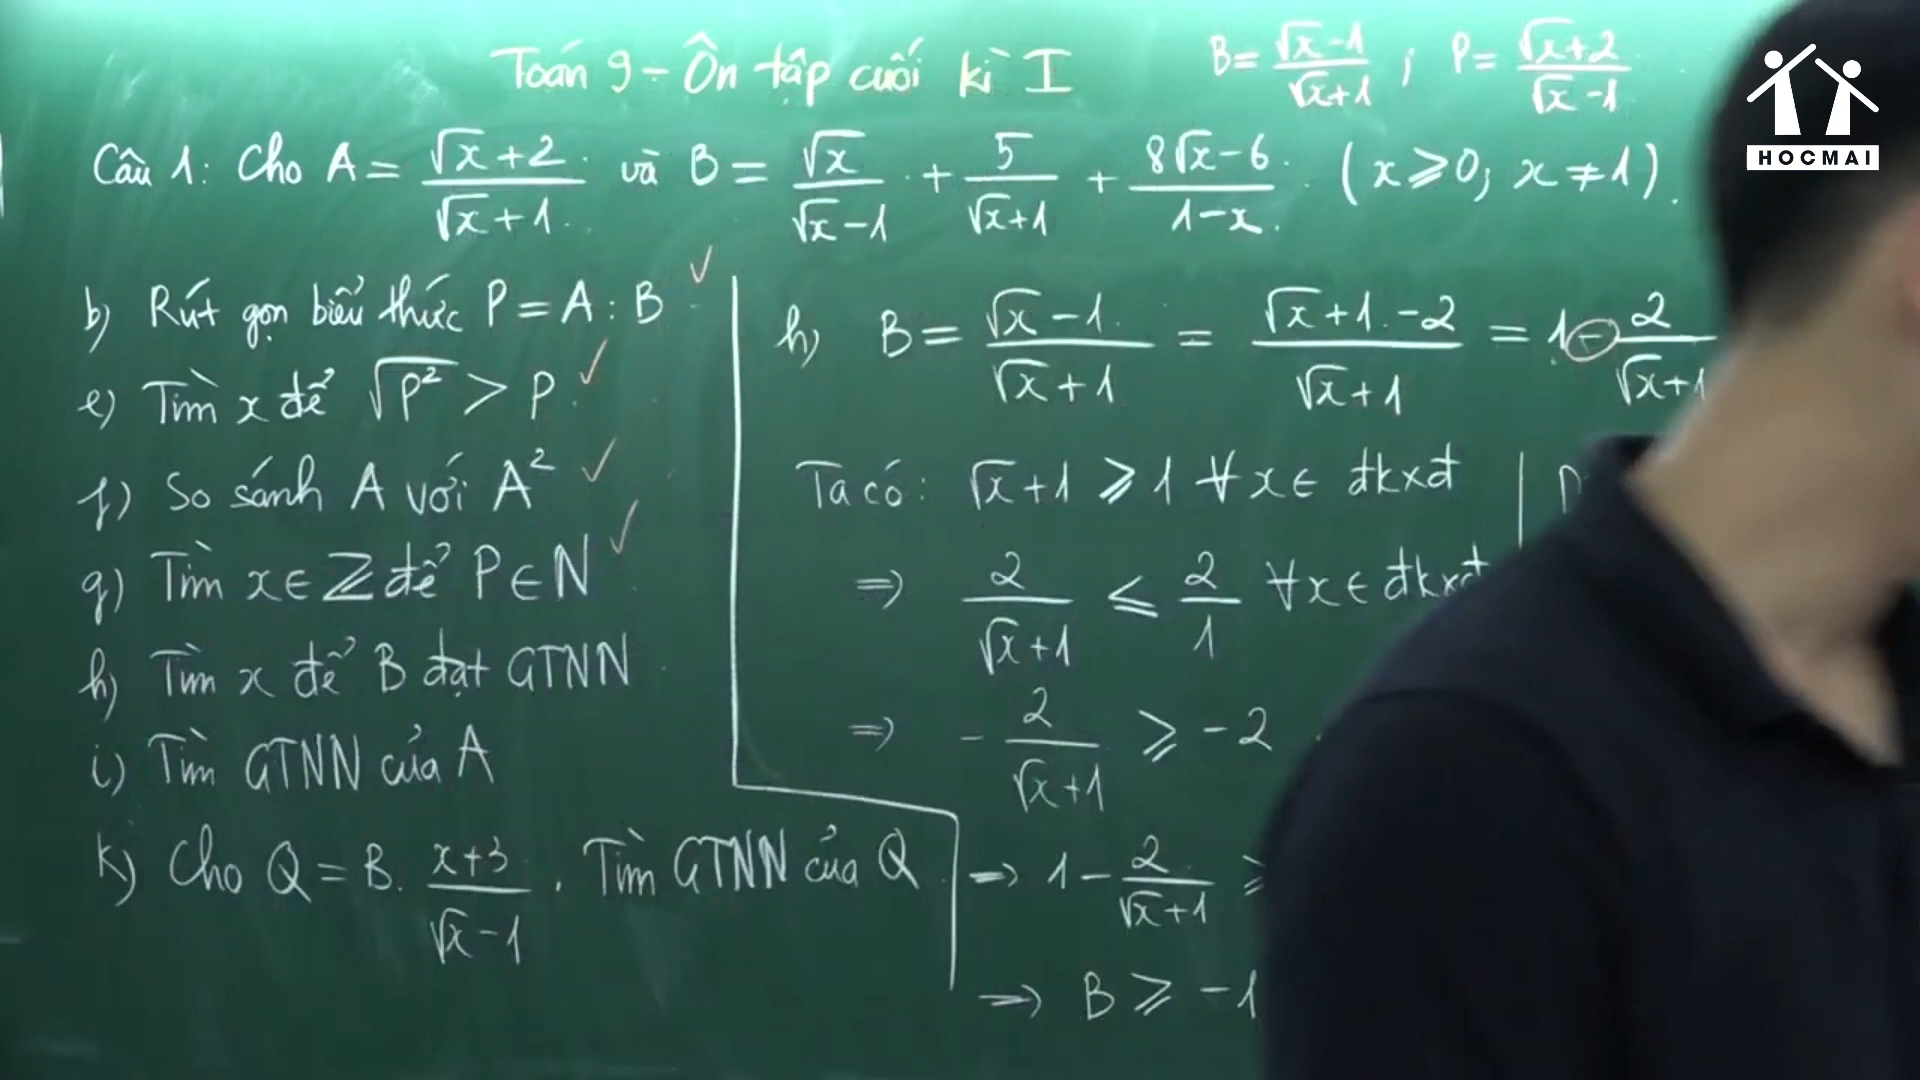 Toán 9 - Ôn tập cuối kì I
B = (√x - 1)/(√x + 1) ; P = (√x + 2)/(√x - 1)
HOCMAI
Câu 1: Cho A = (√x + 2)/(√x + 1) và B = √x/(√x - 1) + 5/(√x + 1) + (8√x - 6)/(1 - x) (x ⩾ 0; x ≠ 1).
b) Rút gọn biểu thức P = A : B ✓
e) Tìm x để √(P²) > P ✓
f) So sánh A với A² ✓
g) Tìm x ∈ Z để P ∈ N ✓
h) Tìm x để B đạt GTNN
i) Tìm GTNN của A
k) Cho Q = B. (x + 3)/(√x - 1) . Tìm GTNN của Q
h) B = (√x - 1)/(√x + 1) = (√x + 1 - 2)/(√x + 1) = 1 - 2/(√x + 1)
Ta có: √x + 1 ⩾ 1 ∀x ∈ đkxđ
=> 2/(√x + 1) ⩽ 2/1 ∀x ∈ đkxđ
=> - 2/(√x + 1) ⩾ -2
=> 1 - 2/(√x + 1) ⩾
=> B ⩾ -1